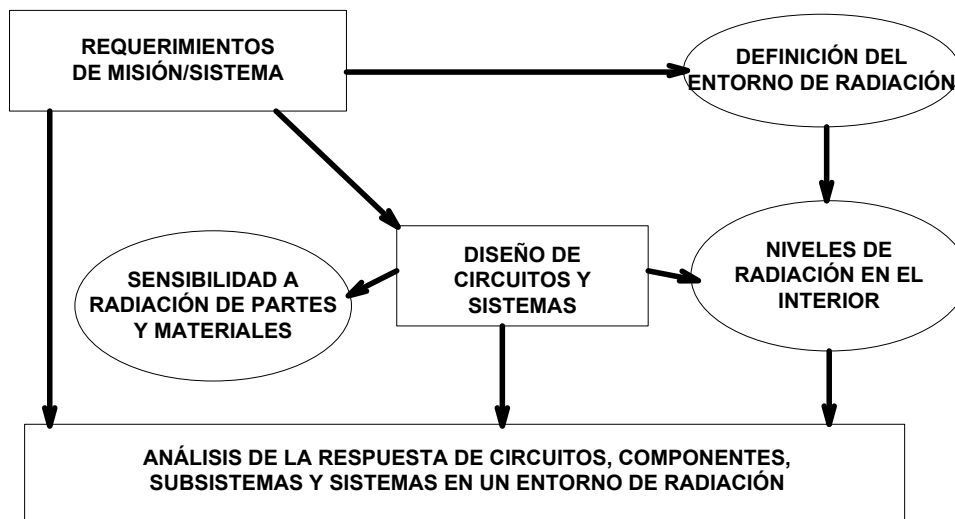 REQUERIMIENTOS
DE MISIÓN/SISTEMA
DEFINICIÓN DEL
ENTORNO DE RADIACIÓN
SENSIBILIDAD A
RADIACIÓN DE PARTES
Y MATERIALES
DISEÑO DE
CIRCUITOS Y
SISTEMAS
NIVELES DE
RADIACIÓN EN EL
INTERIOR
ANÁLISIS DE LA RESPUESTA DE CIRCUITOS, COMPONENTES,
SUBSISTEMAS Y SISTEMAS EN UN ENTORNO DE RADIACIÓN